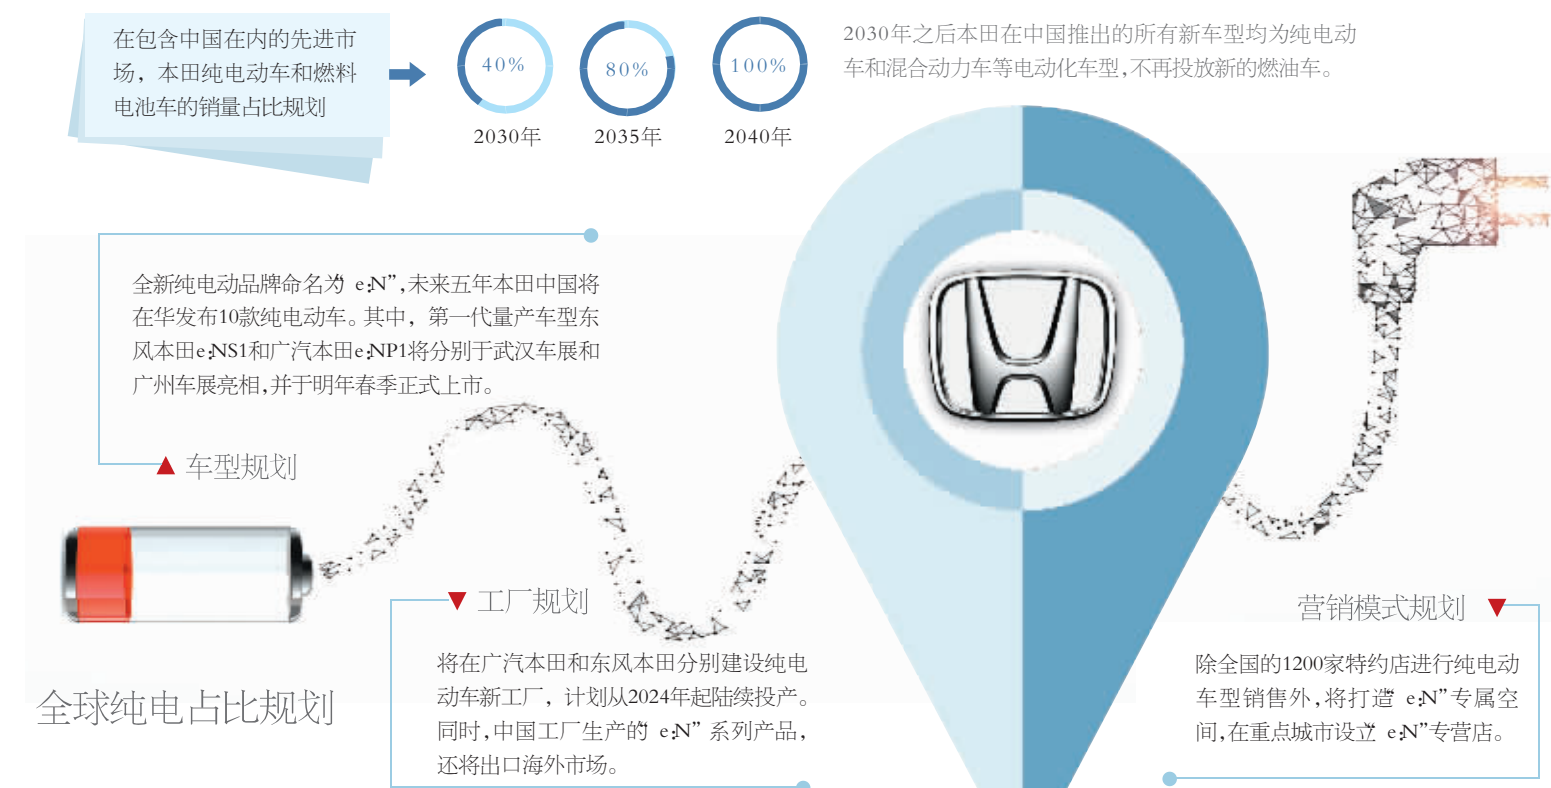 在包含中国在内的先进市
场，本田纯电动车和燃料
电池车的销量占比规划
40%
80%
100%
2030年
2035年
2040年
2030年之后本田在中国推出的所有新车型均为纯电动
车和混合动力车等电动化车型，不再投放新的燃油车。
全新纯电动品牌命名为“e:N”，未来五年本田中国将
在华发布10款纯电动车。其中，第一代量产车型东
风本田e:NS1和广汽本田e:NP1将分别于武汉车展和
广州车展亮相，并于明年春季正式上市。
▲ 车型规划
▼ 工厂规划
将在广汽本田和东风本田分别建设纯电
动车新工厂，计划从2024年起陆续投产。
同时，中国工厂生产的“e:N”系列产品，
还将出口海外市场。
营销模式规划 ▼
除全国的1200家特约店进行纯电动
车型销售外，将打造“e:N”专属空
间，在重点城市设立“e:N”专营店。
全球纯电占比规划